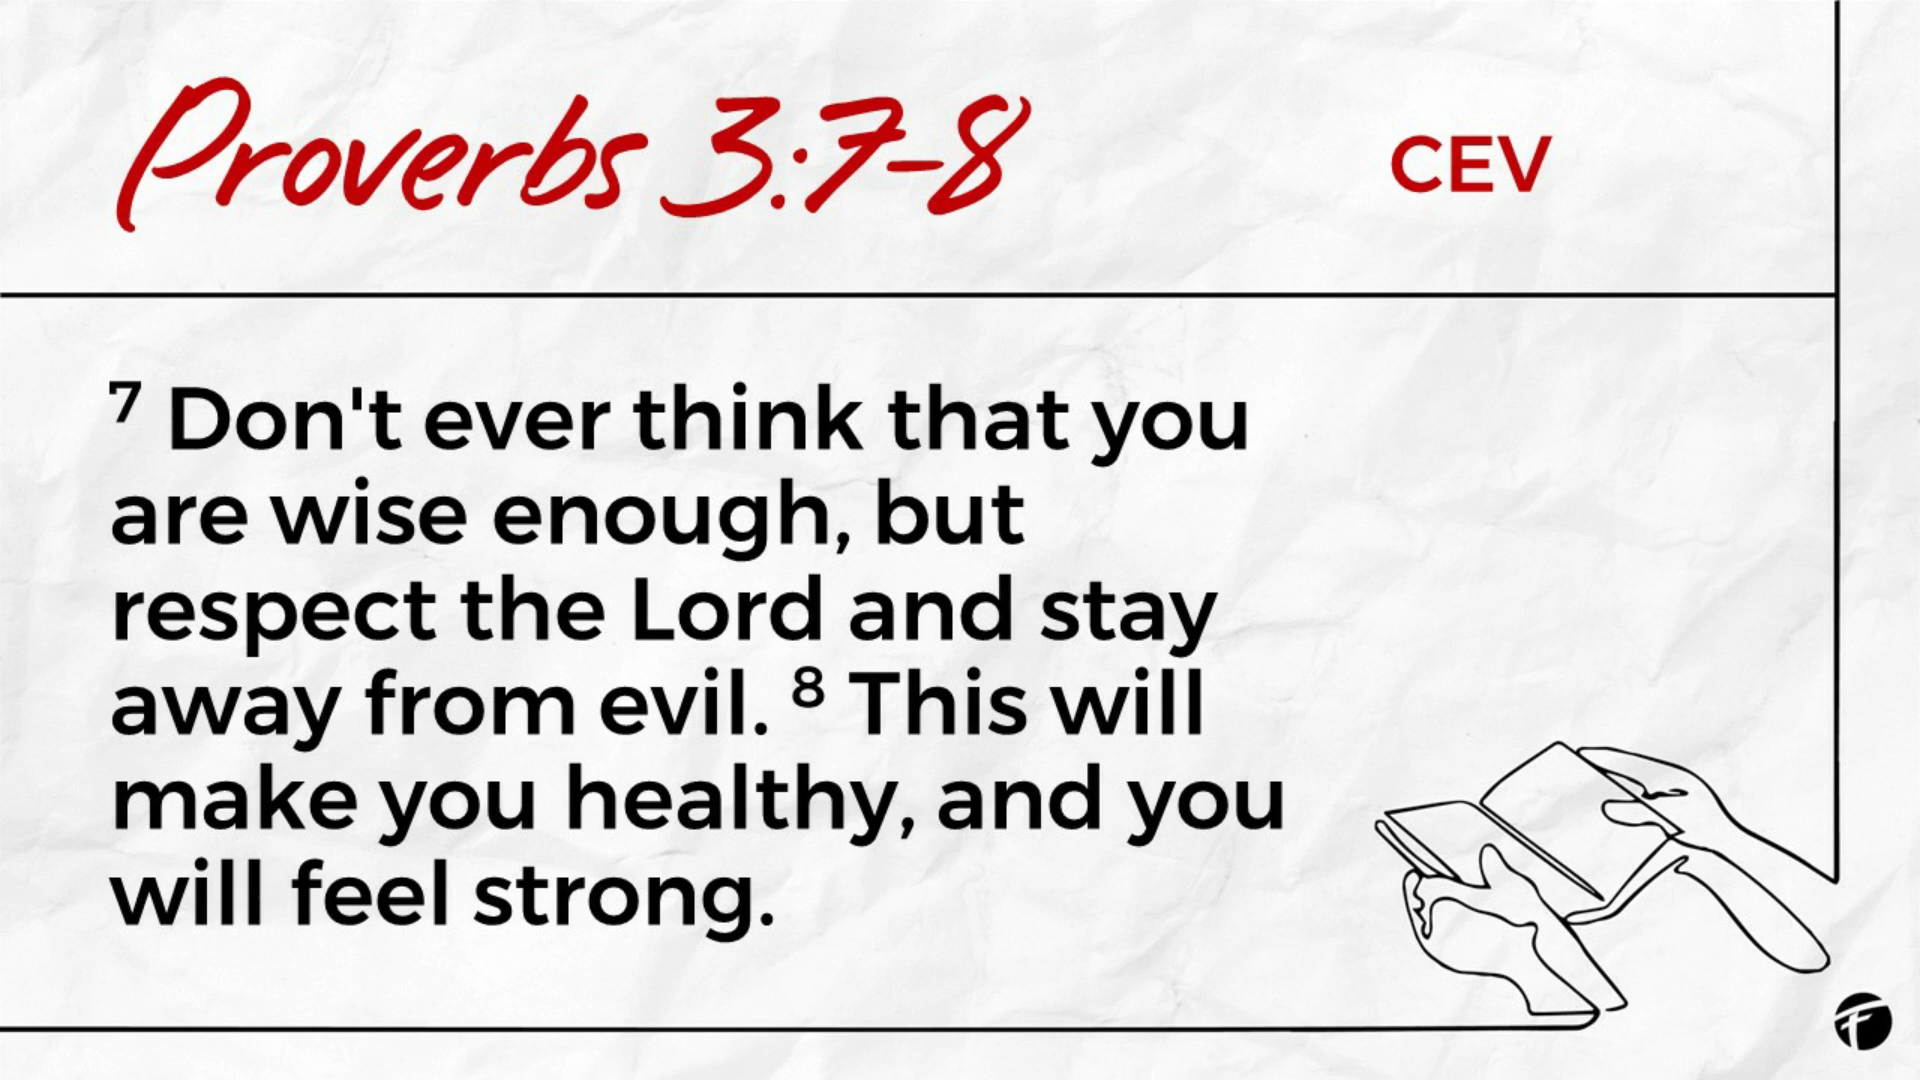 Proverbs 3:7-8
CEV
⁷ Don't ever think that you
are wise enough, but
respect the Lord and stay
away from evil. ⁸ This will
make you healthy, and you
will feel strong.